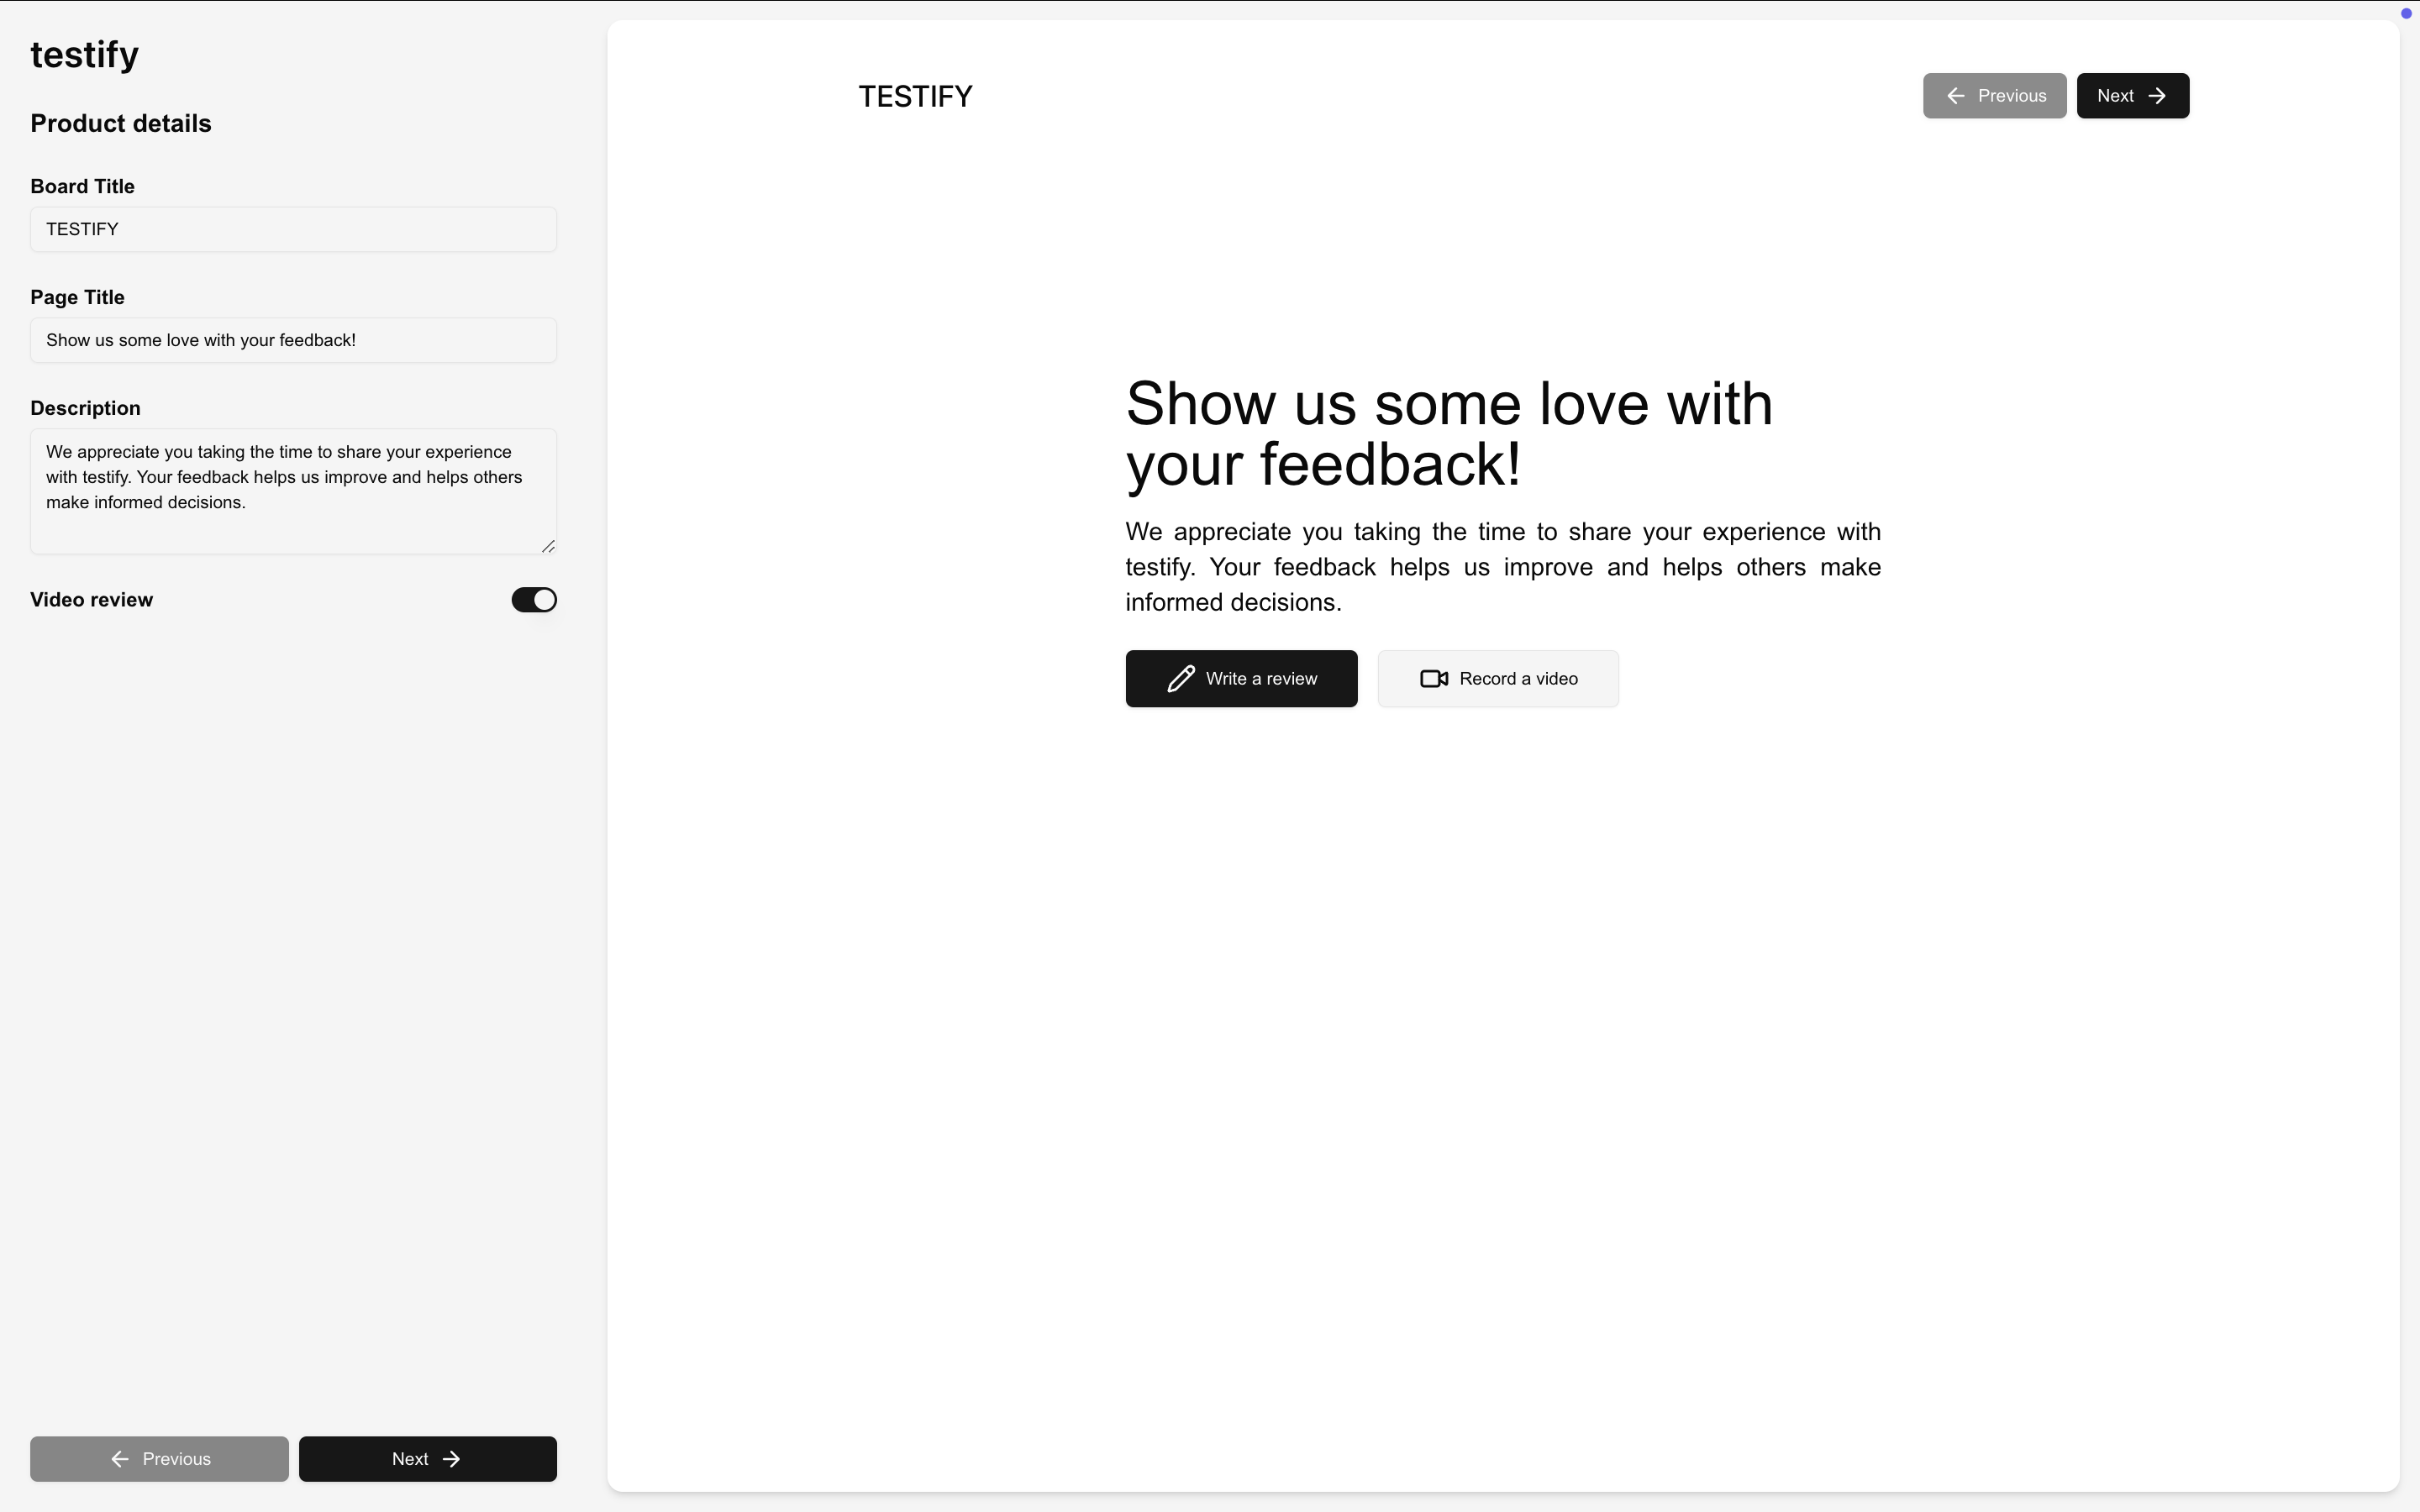 testify
Product details
Board Title
TESTIFY
Page Title
Show us some love with your feedback!
Description
We appreciate you taking the time to share your experience
with testify. Your feedback helps us improve and helps others
make informed decisions.
Video review
Previous
Next
TESTIFY
Previous
Next
Show us some love with
your feedback!
We appreciate you taking the time to share your experience with
testify. Your feedback helps us improve and helps others make
informed decisions.
Write a review
Record a video